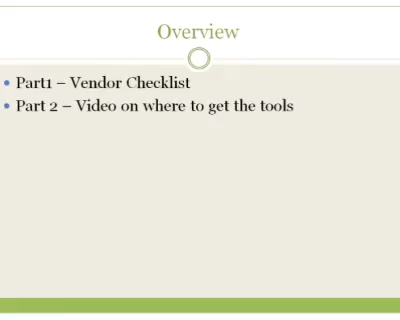 Overview
Part1 – Vendor Checklist
Part 2 – Video on where to get the tools